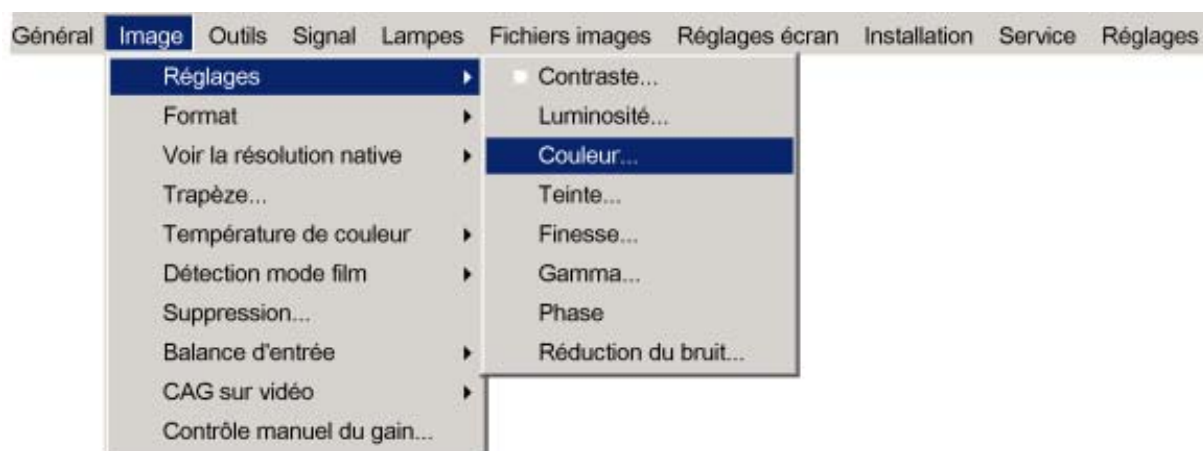 Général Image Outils Signal Lampes Fichiers images Réglages écran Installation Service Réglages
Réglages
Format
Voir la résolution native
Trapèze...
Température de couleur
Détection mode film
Suppression...
Balance d'entrée
CAG sur vidéo
Contrôle manuel du gain...
Contraste...
Luminosité...
Couleur...
Teinte...
Finesse...
Gamma...
Phase
Réduction du bruit...